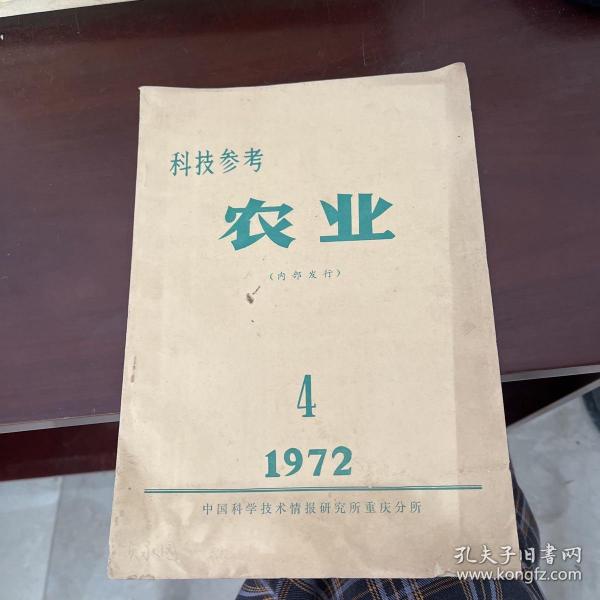 科技参考
农业
（内部发行）
4
1972
中国科学技术情报研究所重庆分所
孔夫子旧书网
www.kongfz.com